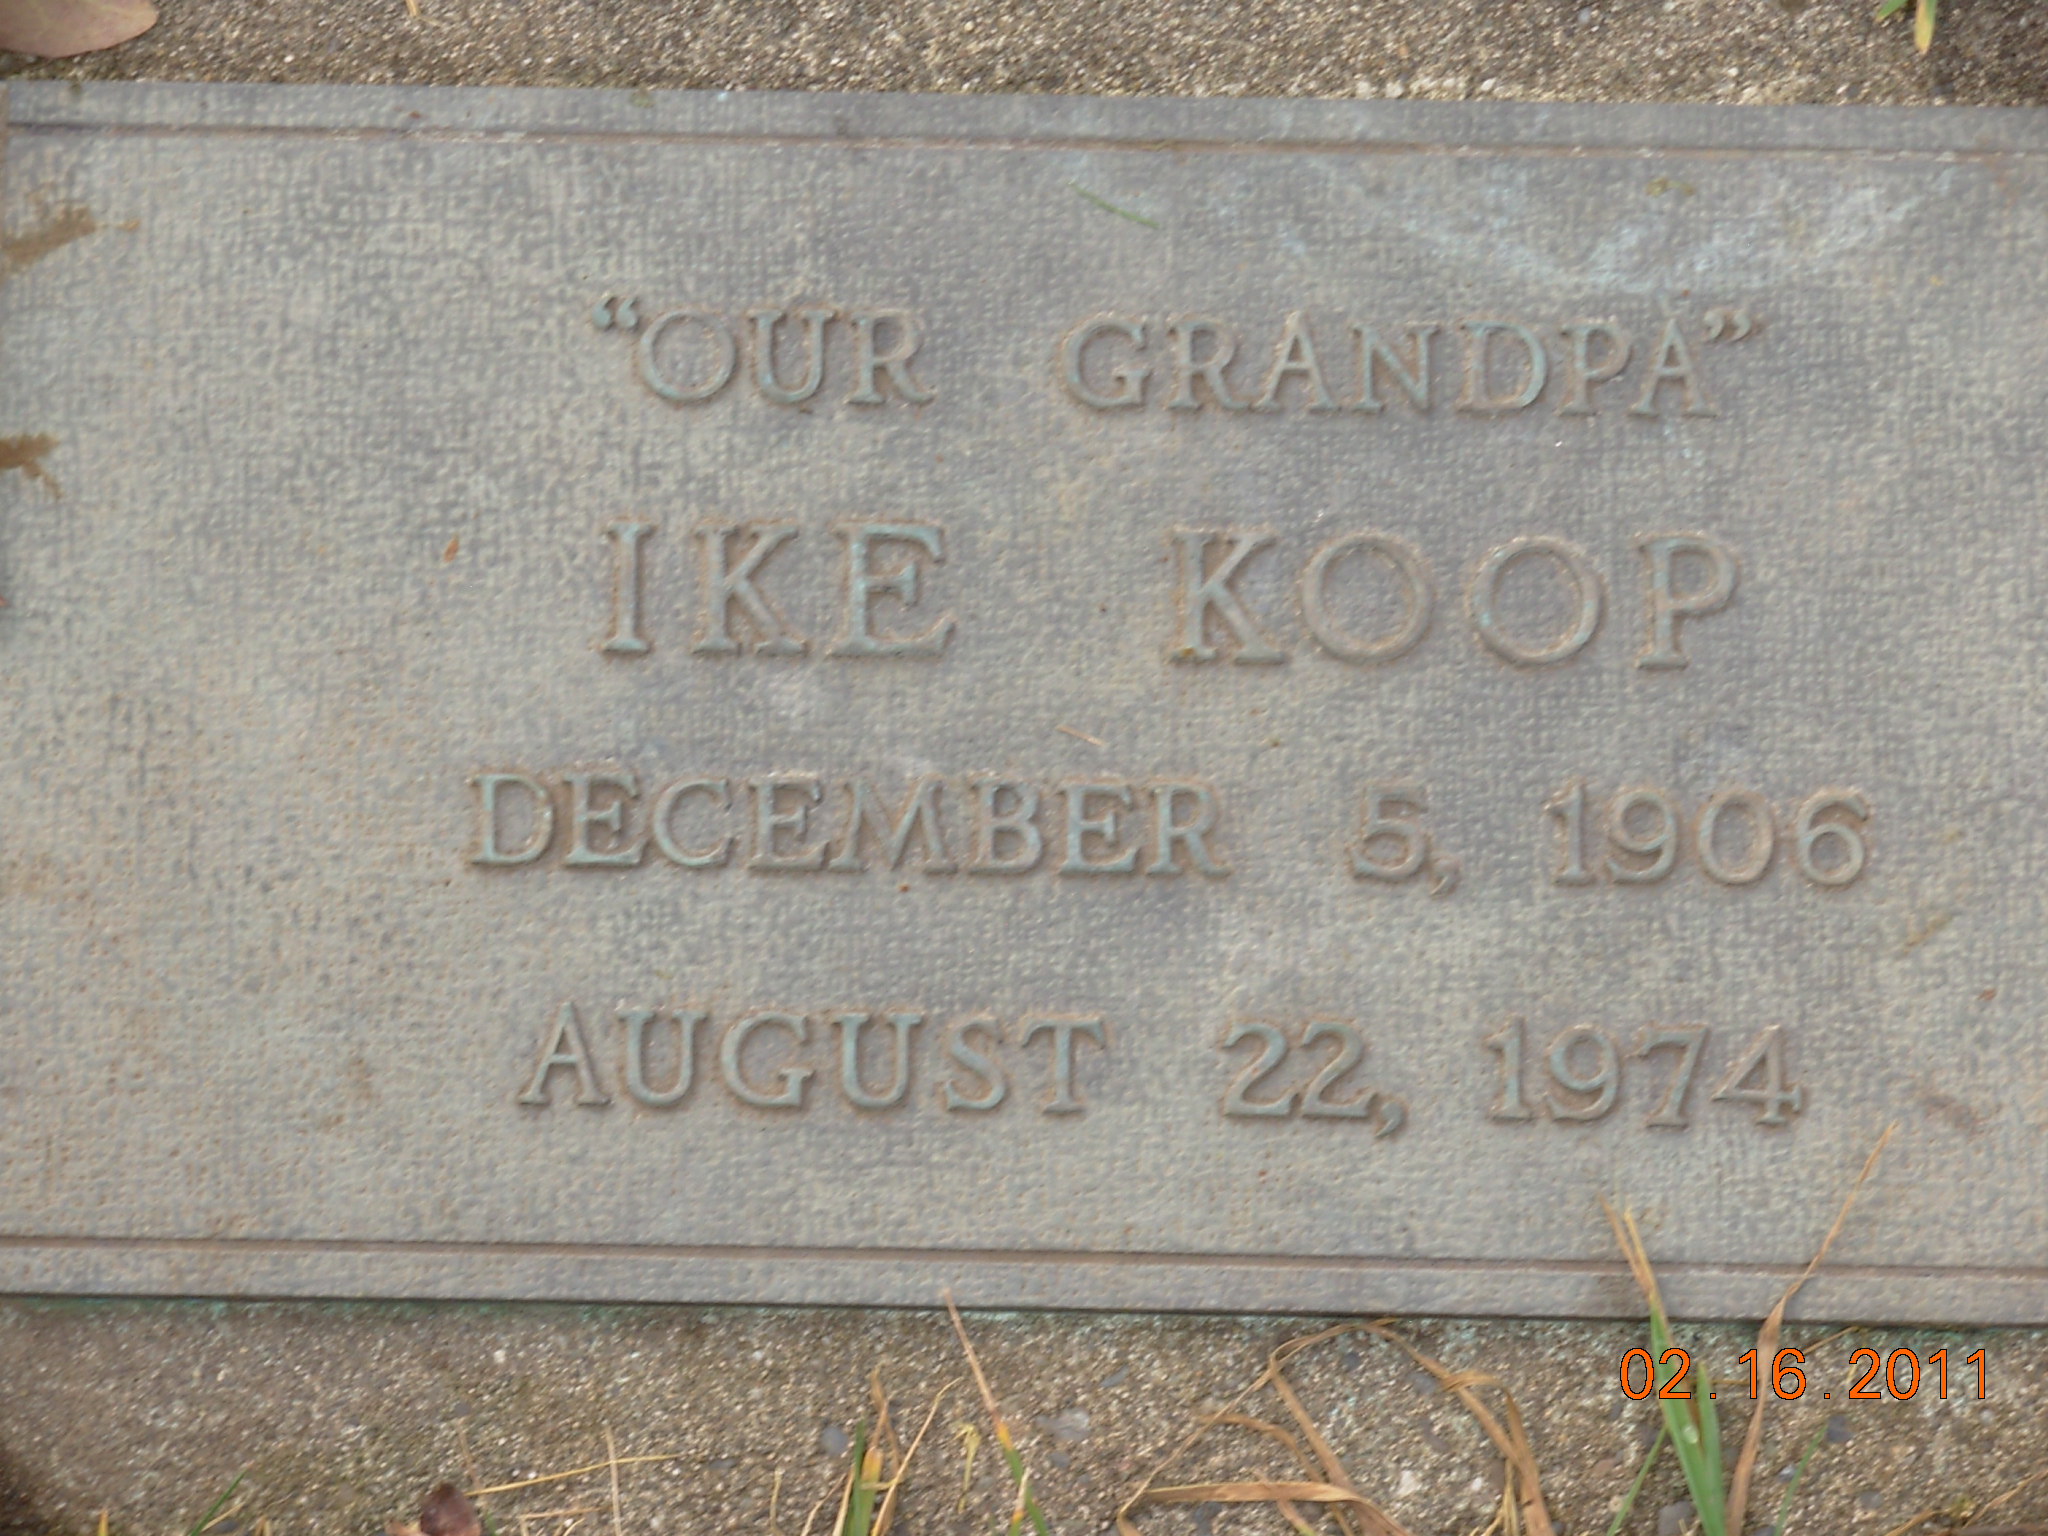 “OUR GRANDPA”
IKE KOOP
DECEMBER 5, 1906
AUGUST 22, 1974
02.16.2011